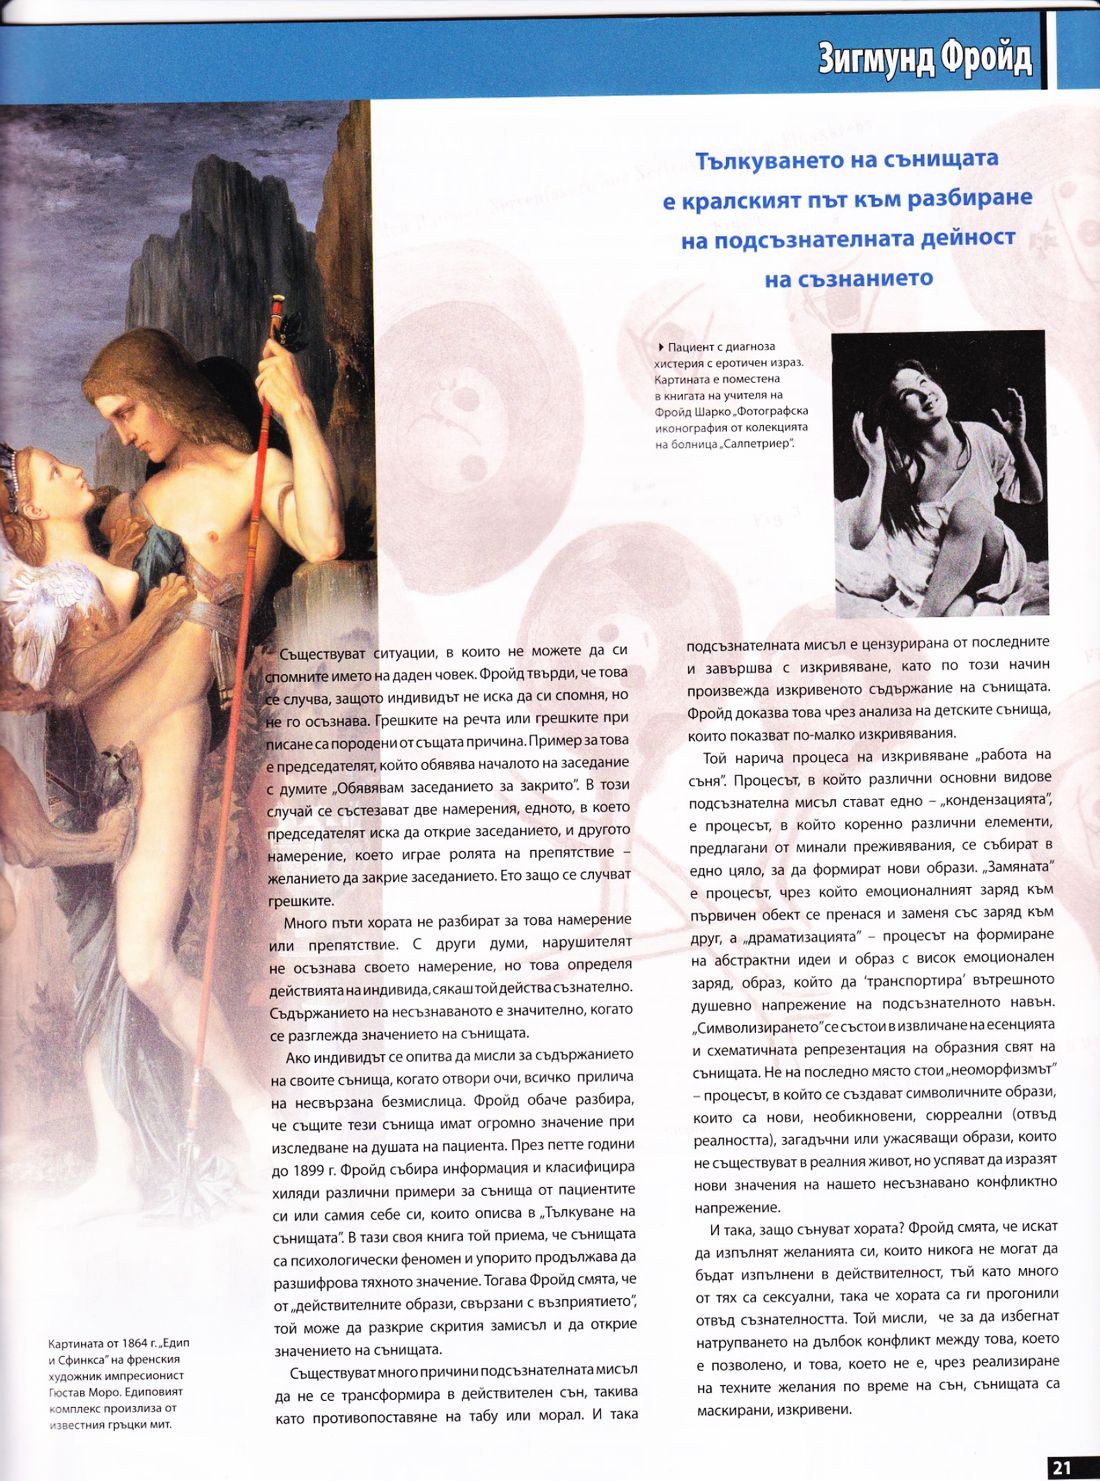 Зигмунд Фройд
Тълкуването на сънищата
е кралският път към разбиране
на подсъзнателната дейност
на съзнанието
Пациент с диагноза
хистерия с еротичен израз.
Картината е поместена
в книгата на учителя на
Фройд Шарко „Фотографска
иконография от колекцията
на болница „Салпетриер".
Съществуват ситуации, в които не можете да си
спомните името на даден човек. Фройд твърди, че това
се случва, защото индивидът не иска да си спомня, но
не го осъзнава. Грешките на речта или грешките при
писане са породени от същата причина. Пример за това
е председателят, който обявява началото на заседание
с думите „Обявявам заседанието за закрито". В този
случай се състезават две намерения, едното, в което
председателят иска да открие заседанието, и другото
намерение, което играе ролята на препятствие –
желанието да закрие заседанието. Ето защо се случват
грешките.
Много пъти хората не разбират за това намерение
или препятствие. С други думи, нарушителят
не осъзнава своето намерение, но това определя
действията на индивида, сякаш той действа съзнателно.
Съдържанието на несъзнаваното е значително, когато
се разглежда значението на сънищата.
Ако индивидът се опитва да мисли за съдържанието
на своите сънища, когато отвори очи, всичко прилича
на несвързана безмислица. Фройд обаче разбира,
че същите тези сънища имат огромно значение при
изследване на душата на пациента. През петте години
до 1899 г. Фройд събира информация и класифицира
хиляди различни примери за сънища от пациентите
си или самия себе си, които описва в „Тълкуване на
сънищата". В тази своя книга той приема, че сънищата
са психологически феномен и упорито продължава да
разшифрова тяхното значение. Тогава Фройд смята, че
от „действителните образи, свързани с възприятието",
той може да разкрие скрития замисъл и да открие
значението на сънищата.
Съществуват много причини подсъзнателната мисъл
да не се трансформира в действителен сън, такива
като противопоставяне на табу или морал. И така
подсъзнателната мисъл е цензурирана от последните
и завършва с изкривяване, като по този начин
произвежда изкривеното съдържание на сънищата.
Фройд доказва това чрез анализа на детските сънища,
които показват по-малко изкривявания.
Той нарича процеса на изкривяване „работа на
съня". Процесът, в който различни основни видове
подсъзнателна мисъл стават едно – „кондензацията",
е процесът, в който коренно различни елементи,
предлагани от минали преживявания, се събират в
едно цяло, за да формират нови образи. „Замяната"
е процесът, чрез който емоционалният заряд към
първичен обект се пренася и заменя със заряд към
друг, а „драматизацията" – процесът на формиране
на абстрактни идеи и образ с висок емоционален
заряд, образ, който да 'транспортира' вътрешното
душевно напрежение на подсъзнателното навън.
„Символизирането" се състои в извличане на есенцията
и схематичната репрезентация на образния свят на
сънищата. Не на последно място стои „неоморфизмът"
– процесът, в който се създават символичните образи,
които са нови, необикновени, сюрреални (отвъд
реалността), загадъчни или ужасяващи образи, които
не съществуват в реалния живот, но успяват да изразят
нови значения на нашето несъзнавано конфликтно
напрежение.
И така, защо сънуват хората? Фройд смята, че искат
да изпълнят желанията си, които никога не могат да
бъдат изпълнени в действителност, тъй като много
от тях са сексуални, така че хората са ги прогонили
отвъд съзнателността. Той мисли, че за да избегнат
натрупването на дълбок конфликт между това, което
е позволено, и това, което не е, чрез реализиране
на техните желания по време на сън, сънищата са
маскирани, изкривени.
Картината от 1864 г. „Едип
и Сфинкса" на френския
художник импресионист
Гюстав Моро. Едиповият
комплекс произлиза от
известния гръцки мит.
21